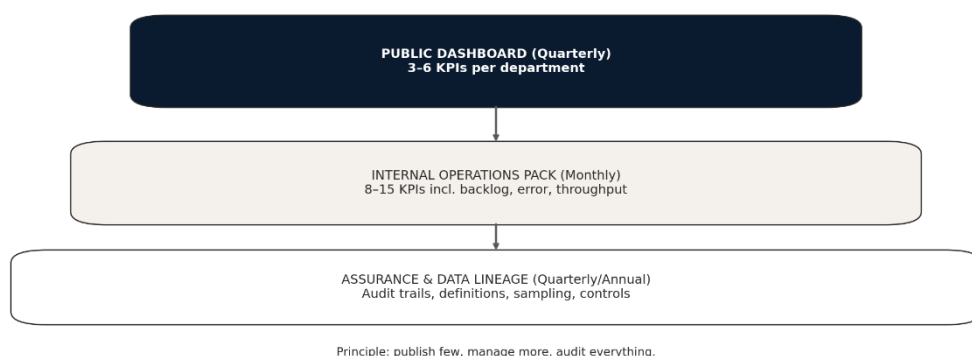 PUBLIC DASHBOARD (Quarterly)
3–6 KPIs per department
INTERNAL OPERATIONS PACK (Monthly)
8–15 KPIs incl. backlog, error, throughput
ASSURANCE & DATA LINEAGE (Quarterly/Annual)
Audit trails, definitions, sampling, controls
Principle: publish few, manage more, audit everything.